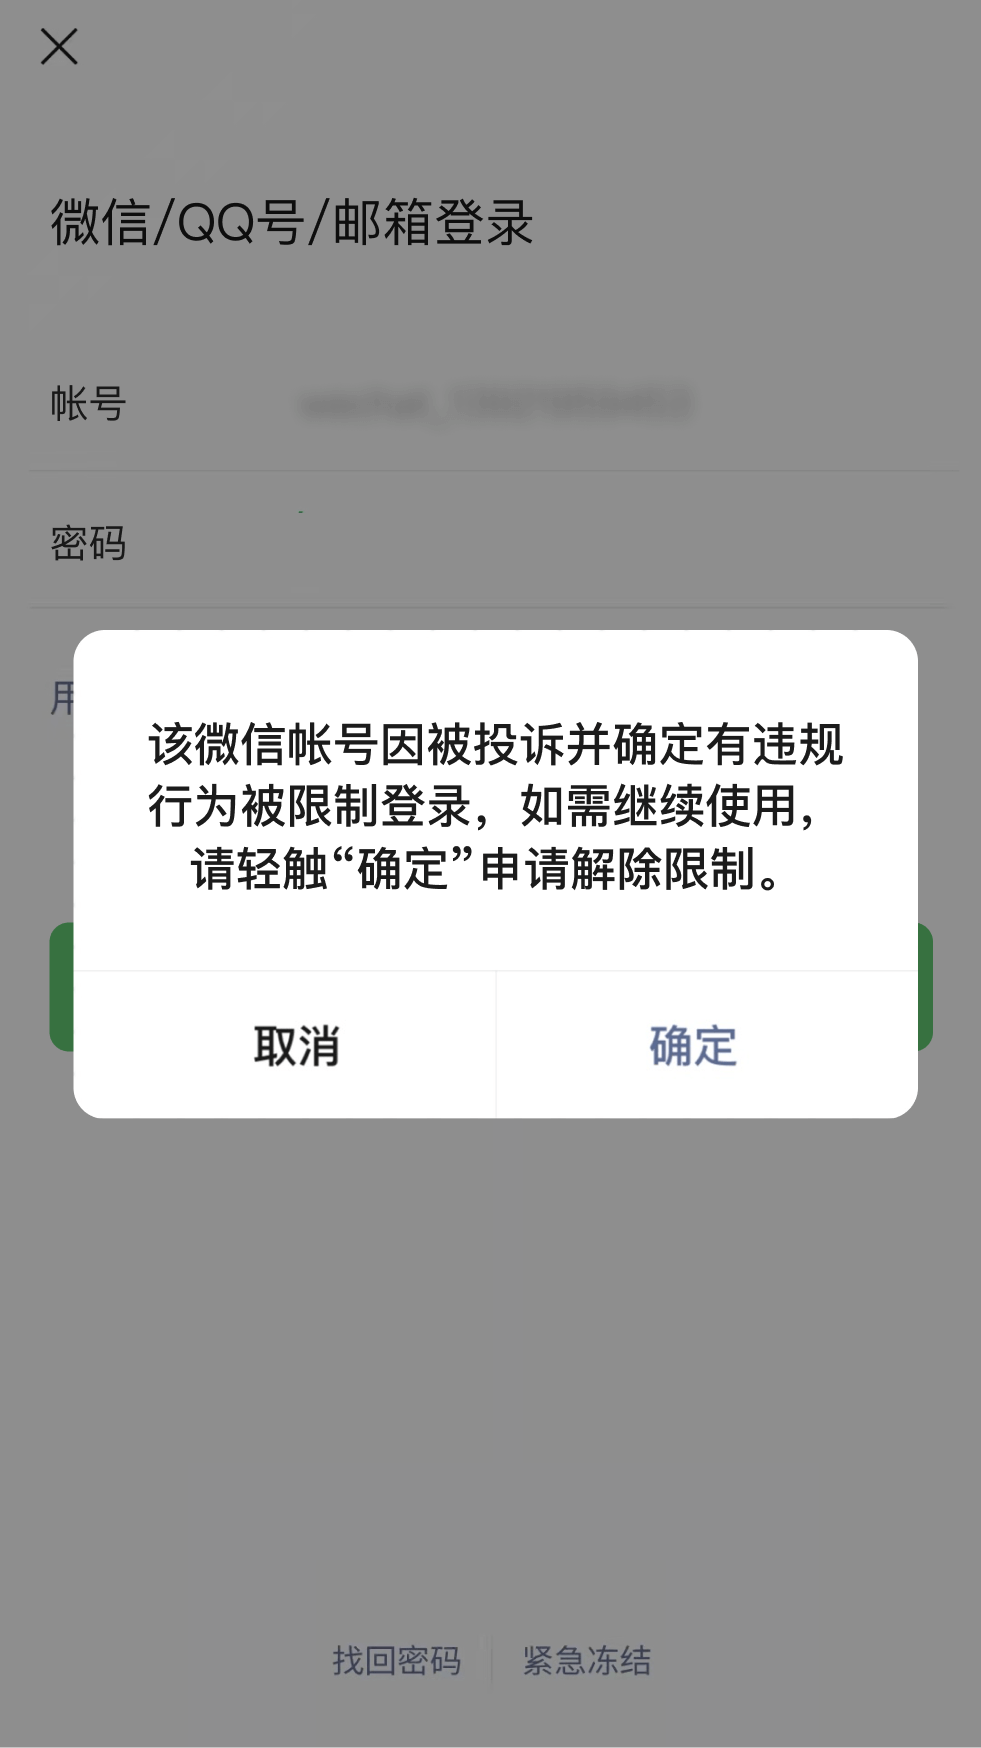 微信/QQ号/邮箱登录
帐号
密码
用
该微信帐号因被投诉并确定有违规
行为被限制登录，如需继续使用，
请轻触“确定”申请解除限制。
取消
确定
找回密码
紧急冻结